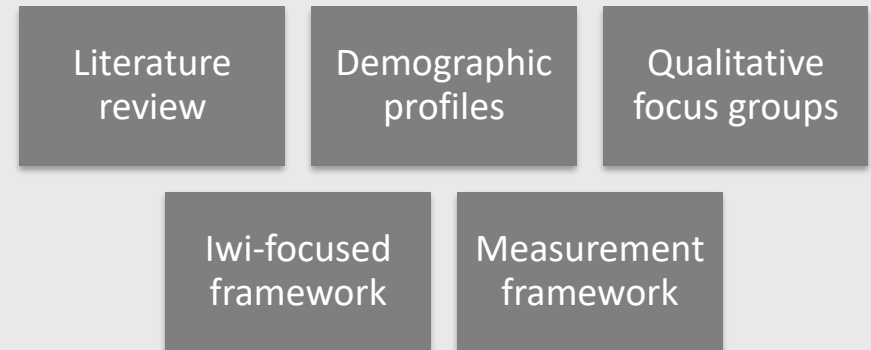 Literature
review
Demographic
profiles
Qualitative
focus groups
Iwi-focused
framework
Measurement
framework